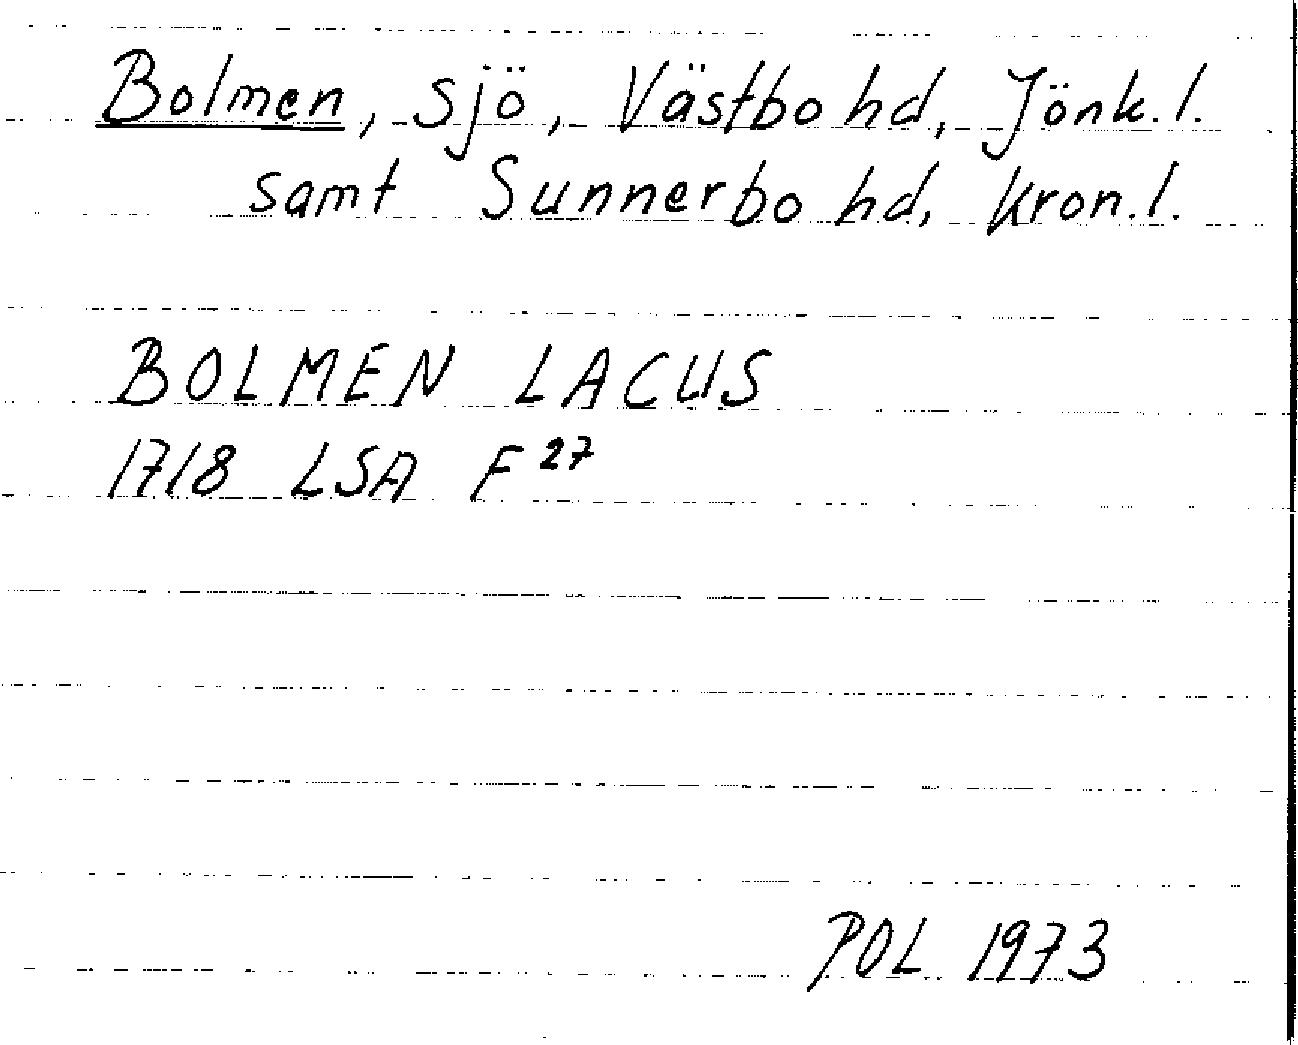 Bolmen, sjö, Västbo hd, Jönk.l.
samt Sunnerbo hd, Kron.l.
BOLMEN LACUS
1718 LSA F²⁷
POL 1973